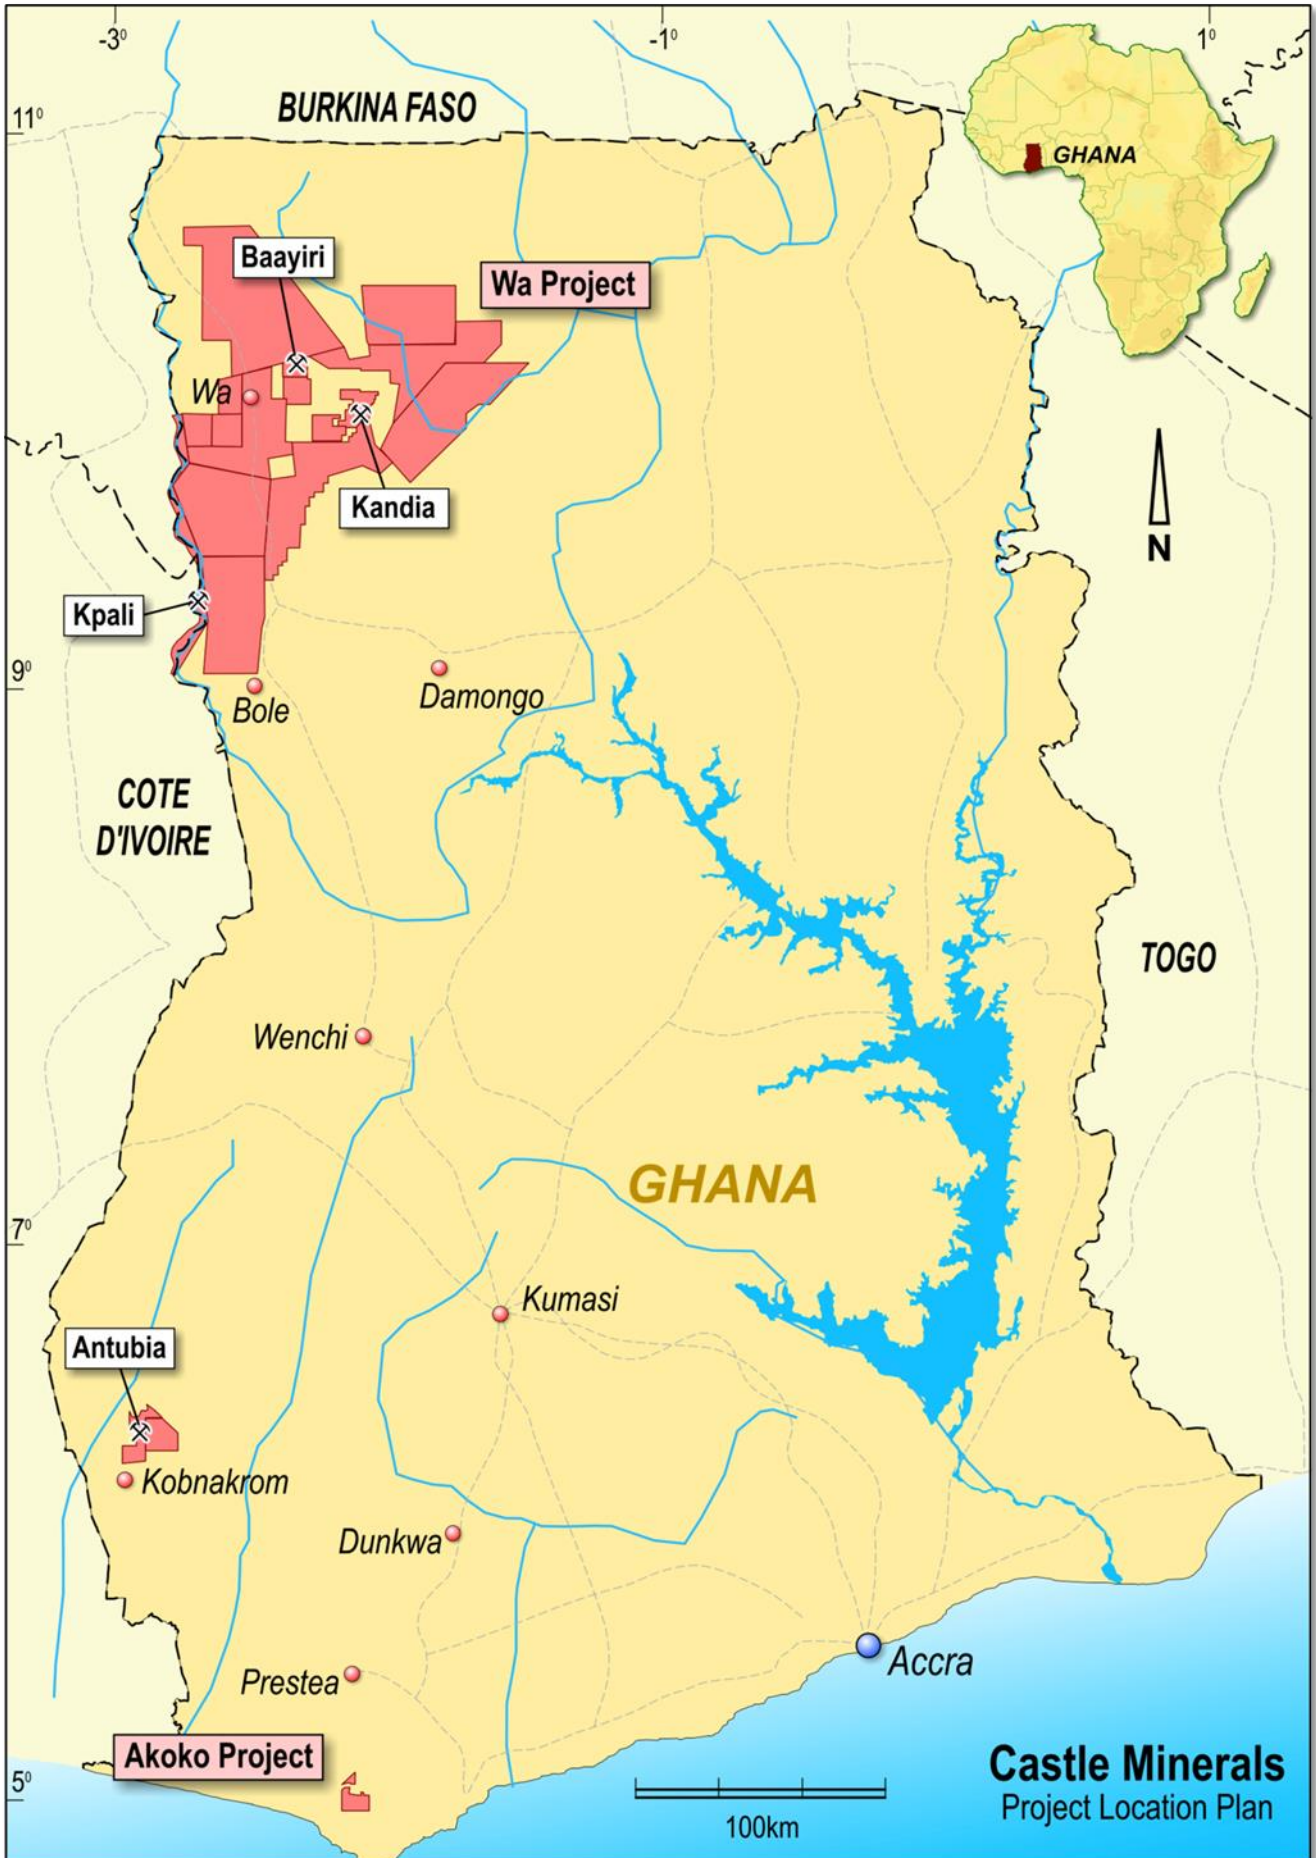 -3⁰
-1⁰
1⁰
11⁰
BURKINA FASO
GHANA
Baayiri
Wa Project
Wa
Kandia
N
Kpali
9⁰
Bole
Damongo
COTE
D'IVOIRE
TOGO
Wenchi
GHANA
7⁰
Kumasi
Antubia
Kobnakrom
Dunkwa
Accra
Prestea
Akoko Project
5⁰
100km
Castle Minerals
Project Location Plan